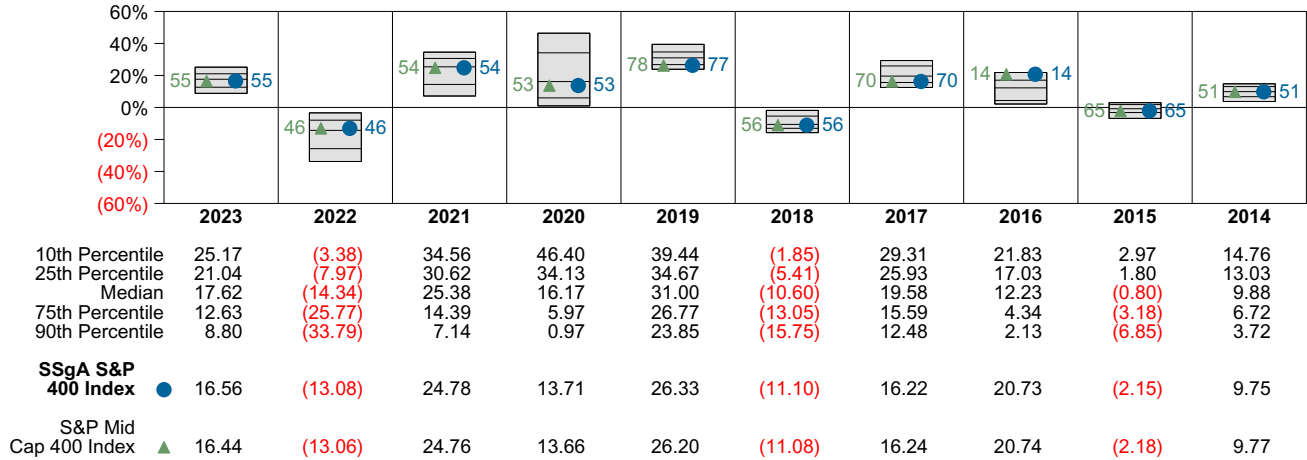 60%
40%
20%
0%
(20%)
(40%)
(60%)
55 55
46 46
54 54
53 53
78 77
56 56
70 70
14 14
65 65
51 51
2023 2022 2021 2020 2019 2018 2017 2016 2015 2014
10th Percentile 25.17 (3.38) 34.56 46.40 39.44 (1.85) 29.31 21.83 2.97 14.76
25th Percentile 21.04 (7.97) 30.62 34.13 34.67 (5.41) 25.93 17.03 1.80 13.03
Median 17.62 (14.34) 25.38 16.17 31.00 (10.60) 19.58 12.23 (0.80) 9.88
75th Percentile 12.63 (25.77) 14.39 5.97 26.77 (13.05) 15.59 4.34 (3.18) 6.72
90th Percentile 8.80 (33.79) 7.14 0.97 23.85 (15.75) 12.48 2.13 (6.85) 3.72
SSgA S&P
400 Index 16.56 (13.08) 24.78 13.71 26.33 (11.10) 16.22 20.73 (2.15) 9.75
S&P Mid
Cap 400 Index 16.44 (13.06) 24.76 13.66 26.20 (11.08) 16.24 20.74 (2.18) 9.77